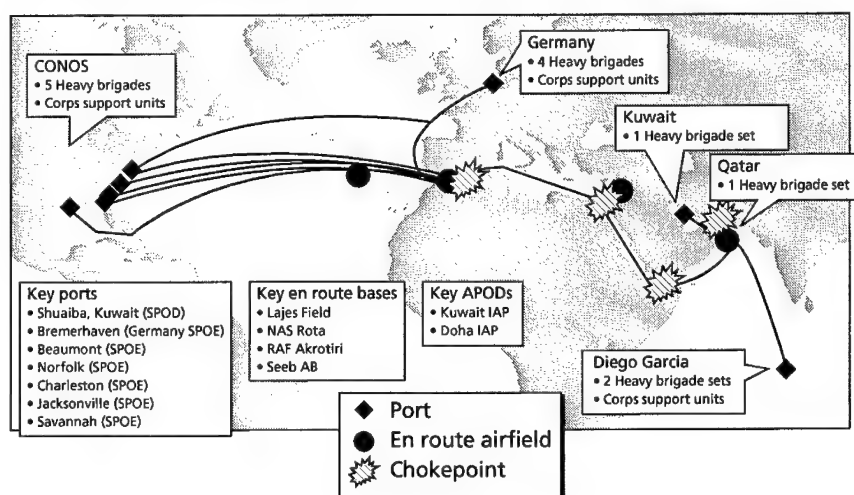 CONOS
• 5 Heavy brigades
• Corps support units
Germany
• 4 Heavy brigades
• Corps support units
Kuwait
• 1 Heavy brigade set
Qatar
• 1 Heavy brigade set
Key ports
• Shuaiba, Kuwait (SPOD)
• Bremerhaven (Germany SPOE)
• Beaumont (SPOE)
• Norfolk (SPOE)
• Charleston (SPOE)
• Jacksonville (SPOE)
• Savannah (SPOE)
Key en route bases
• Lajes Field
• NAS Rota
• RAF Akrotiri
• Seeb AB
Key APODs
• Kuwait IAP
• Doha IAP
Diego Garcia
• 2 Heavy brigade sets
• Corps support units
Port
En route airfield
Chokepoint